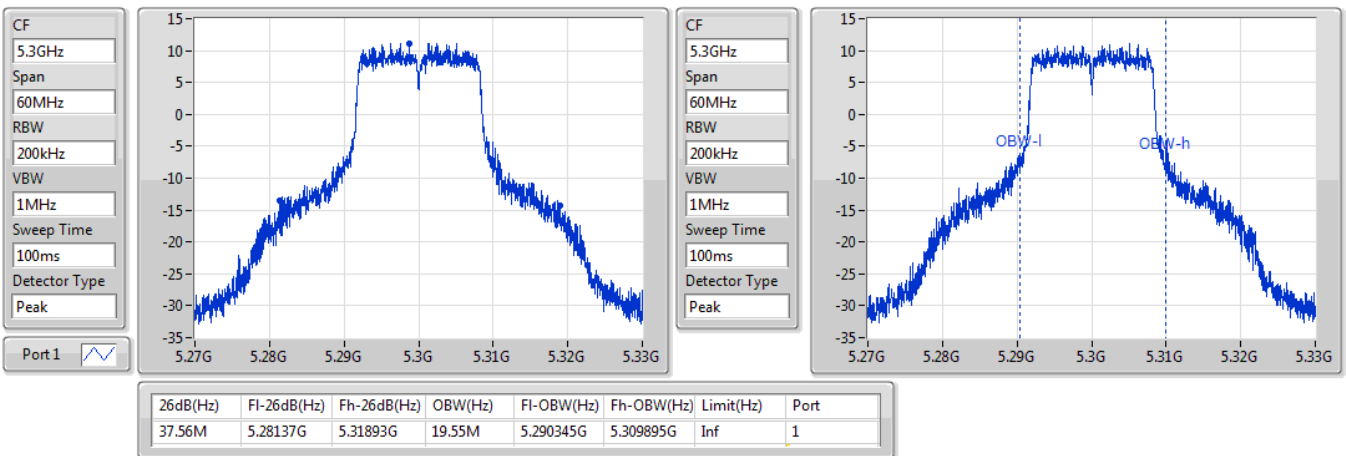 CF
5.3GHz
Span
60MHz
RBW
200kHz
VBW
1MHz
Sweep Time
100ms
Detector Type
Peak
Port 1
15
10
5
0
-5
-10
-15
-20
-25
-30
-35
5.27G 5.28G 5.29G 5.3G 5.31G 5.32G 5.33G
CF
5.3GHz
Span
60MHz
RBW
200kHz
VBW
1MHz
Sweep Time
100ms
Detector Type
Peak
15
10
5
0
-5
-10
-15
-20
-25
-30
-35
OBW-l OBW-h
5.27G 5.28G 5.29G 5.3G 5.31G 5.32G 5.33G
26dB(Hz) Fl-26dB(Hz) Fh-26dB(Hz) OBW(Hz) Fl-OBW(Hz) Fh-OBW(Hz) Limit(Hz) Port
37.56M 5.28137G 5.31893G 19.55M 5.290345G 5.309895G Inf 1